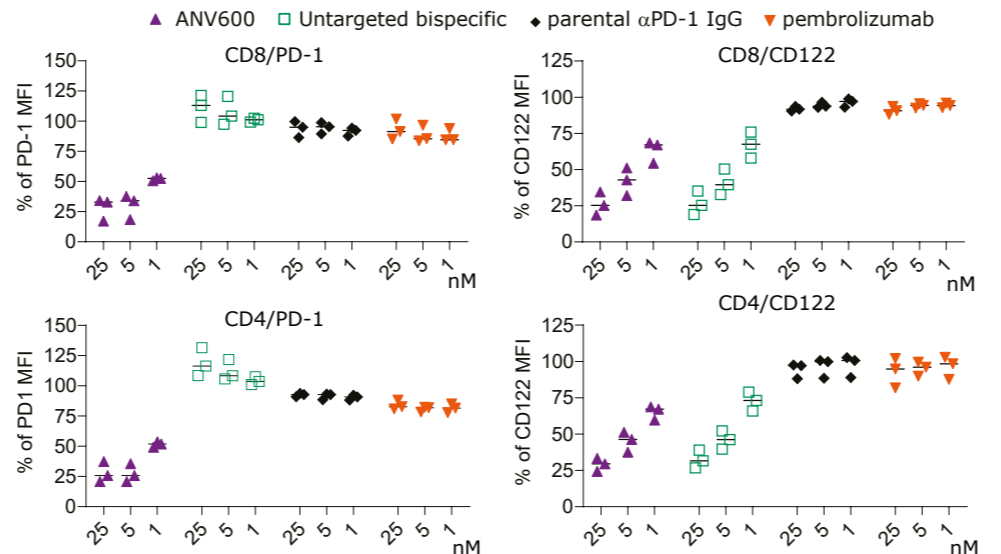 ANV600 Untargeted bispecific parental αPD-1 IgG pembrolizumab
CD8/PD-1
% of PD-1 MFI
150
125
100
75
50
25
0
25 5 1 25 5 1 25 5 1 25 5 1
nM
CD8/CD122
% of CD122 MFI
125
100
75
50
25
0
25 5 1 25 5 1 25 5 1 25 5 1
nM
CD4/PD-1
% of PD1 MFI
150
125
100
75
50
25
0
25 5 1 25 5 1 25 5 1 25 5 1
nM
CD4/CD122
% of CD122 MFI
125
100
75
50
25
0
25 5 1 25 5 1 25 5 1 25 5 1
nM